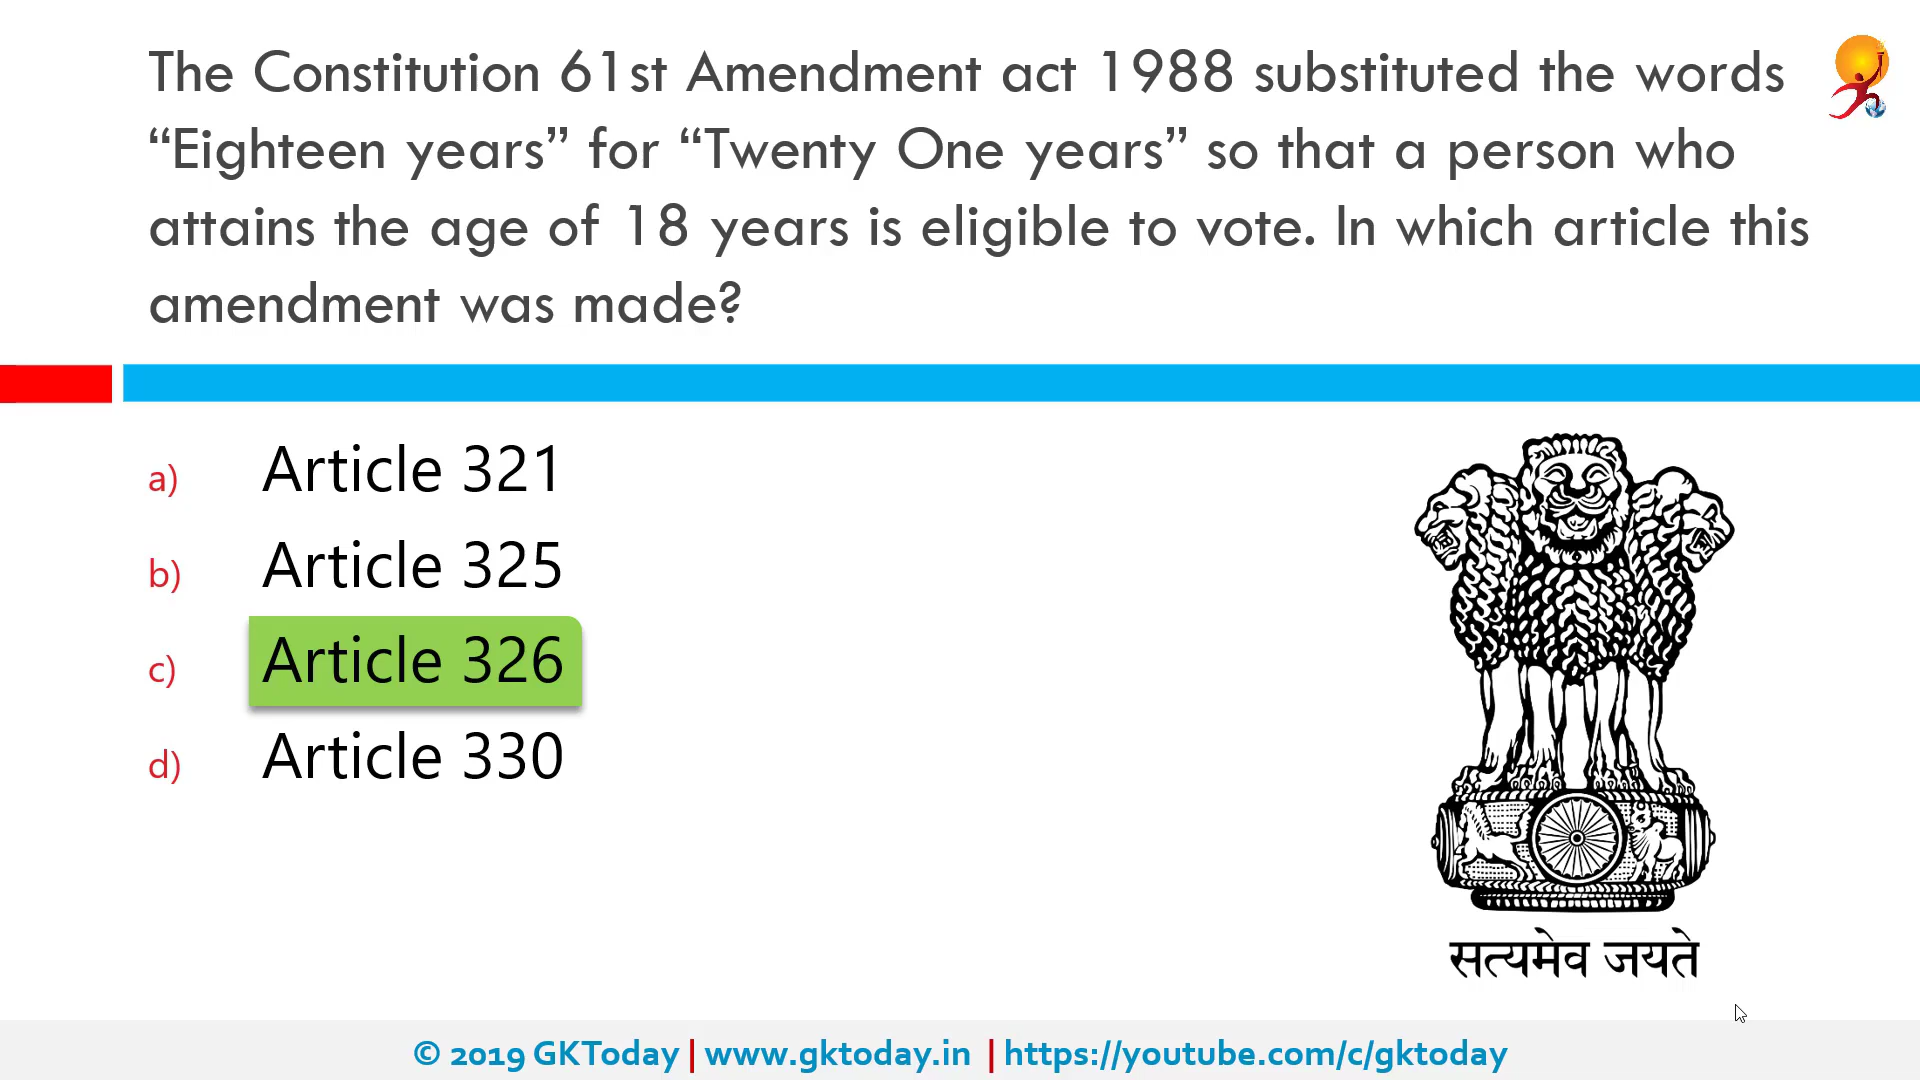 The Constitution 61st Amendment act 1988 substituted the words
“Eighteen years” for “Twenty One years” so that a person who
attains the age of 18 years is eligible to vote. In which article this
amendment was made?
a) Article 321
b) Article 325
c) Article 326
d) Article 330
सत्यमेव जयते
© 2019 GKToday | www.gktoday.in | https://youtube.com/c/gktoday